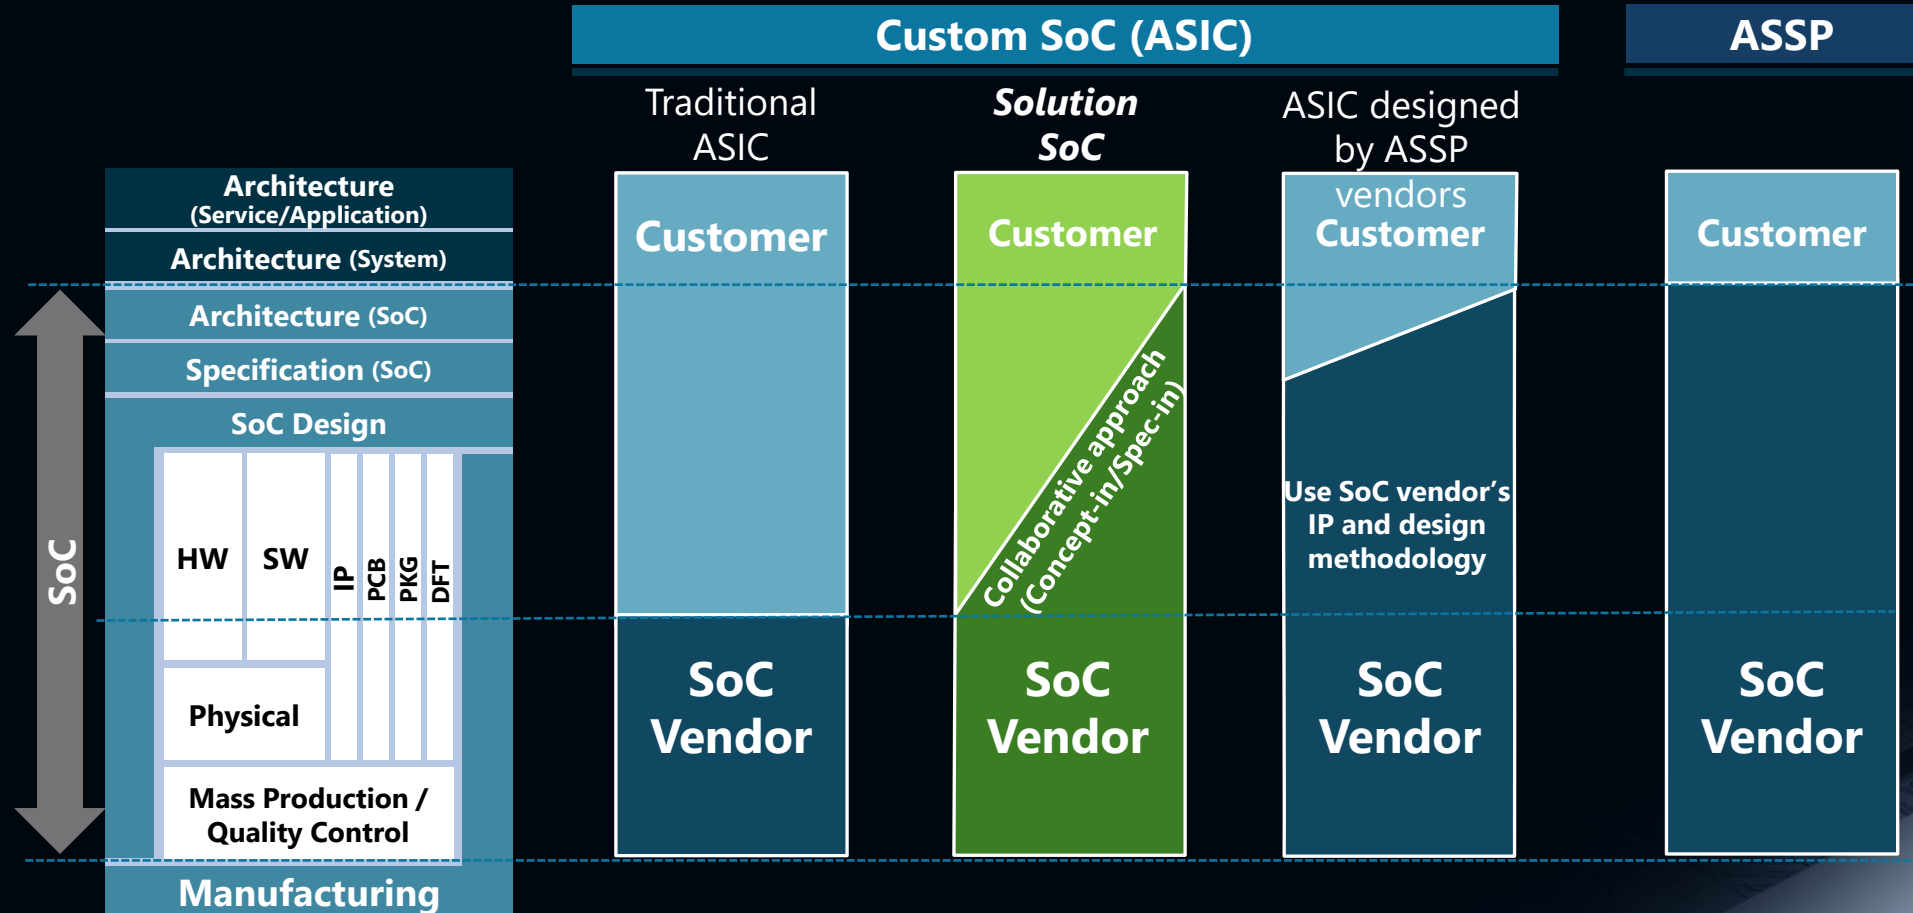 Custom SoC (ASIC)
ASSP
Traditional
ASIC
Solution
SoC
ASIC designed
by ASSP
vendors
Architecture
(Service/Application)
Architecture (System)
Architecture (SoC)
Specification (SoC)
SoC Design
HW
SW
IP
PCB
PKG
DFT
Physical
Mass Production /
Quality Control
Manufacturing
SoC
Customer
SoC
Vendor
Customer
Collaborative approach
(Concept-in/Spec-in)
SoC
Vendor
Customer
Use SoC vendor’s
IP and design
methodology
SoC
Vendor
Customer
SoC
Vendor